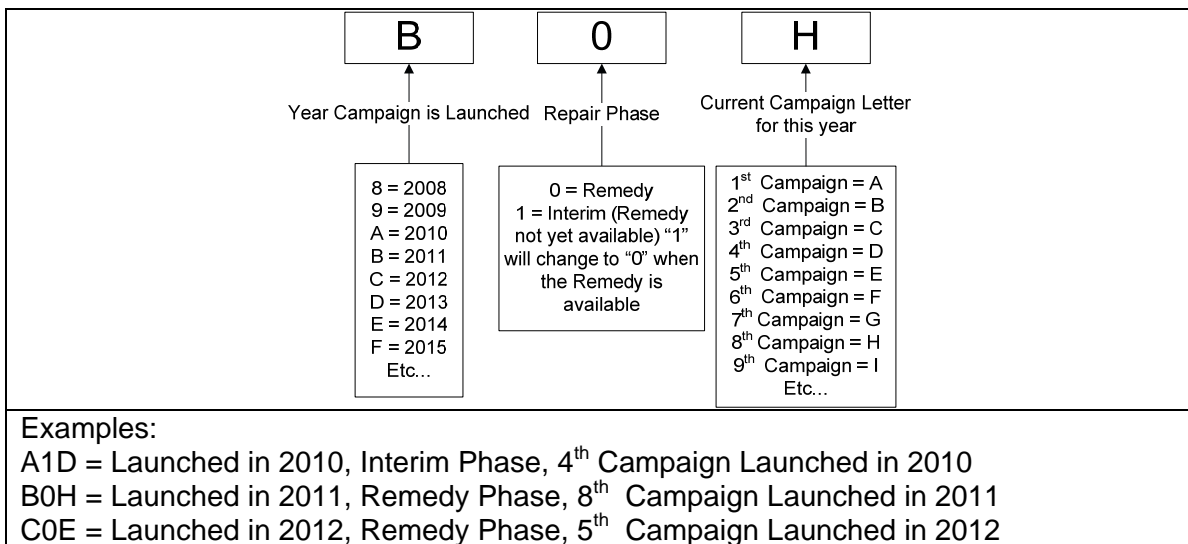 B 0 H
Year Campaign is Launched
Repair Phase
Current Campaign Letter
for this year
8 = 2008
9 = 2009
A = 2010
B = 2011
C = 2012
D = 2013
E = 2014
F = 2015
Etc...
0 = Remedy
1 = Interim (Remedy
not yet available) “1”
will change to “0” when
the Remedy is
available
1st Campaign = A
2nd Campaign = B
3rd Campaign = C
4th Campaign = D
5th Campaign = E
6th Campaign = F
7th Campaign = G
8th Campaign = H
9th Campaign = I
Etc...
Examples:
A1D = Launched in 2010, Interim Phase, 4th Campaign Launched in 2010
B0H = Launched in 2011, Remedy Phase, 8th Campaign Launched in 2011
C0E = Launched in 2012, Remedy Phase, 5th Campaign Launched in 2012